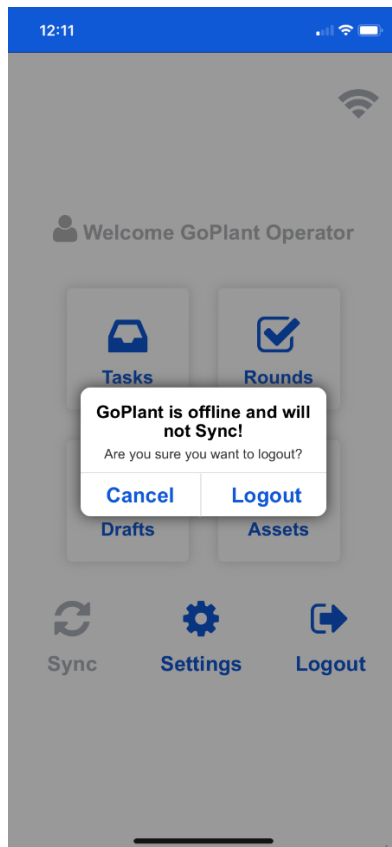 12:11
Welcome GoPlant Operator
Tasks
Rounds
GoPlant is offline and will
not Sync!
Are you sure you want to logout?
Cancel
Logout
Drafts
Assets
Sync
Settings
Logout